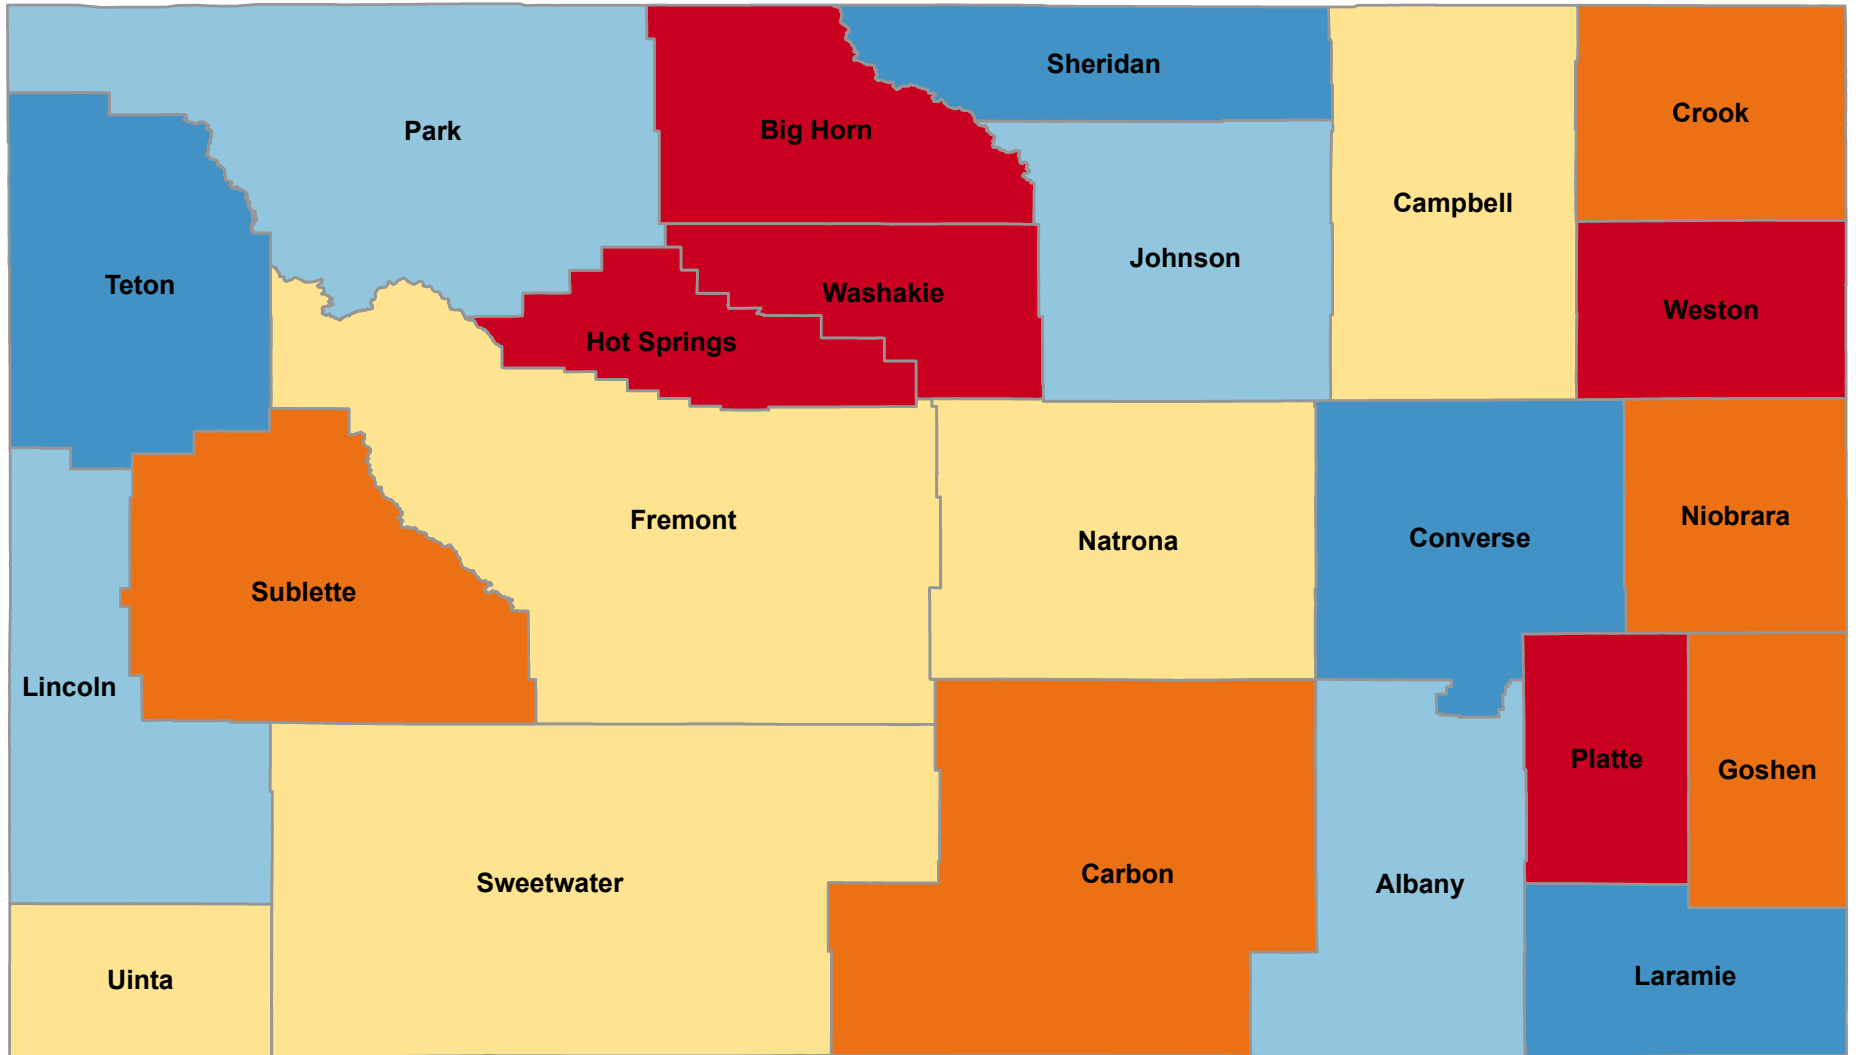 Sheridan
Crook
Park
Big Horn
Campbell
Johnson
Teton
Washakie
Weston
Hot Springs
Niobrara
Fremont
Converse
Natrona
Sublette
Lincoln
Platte
Goshen
Carbon
Sweetwater
Albany
Laramie
Uinta